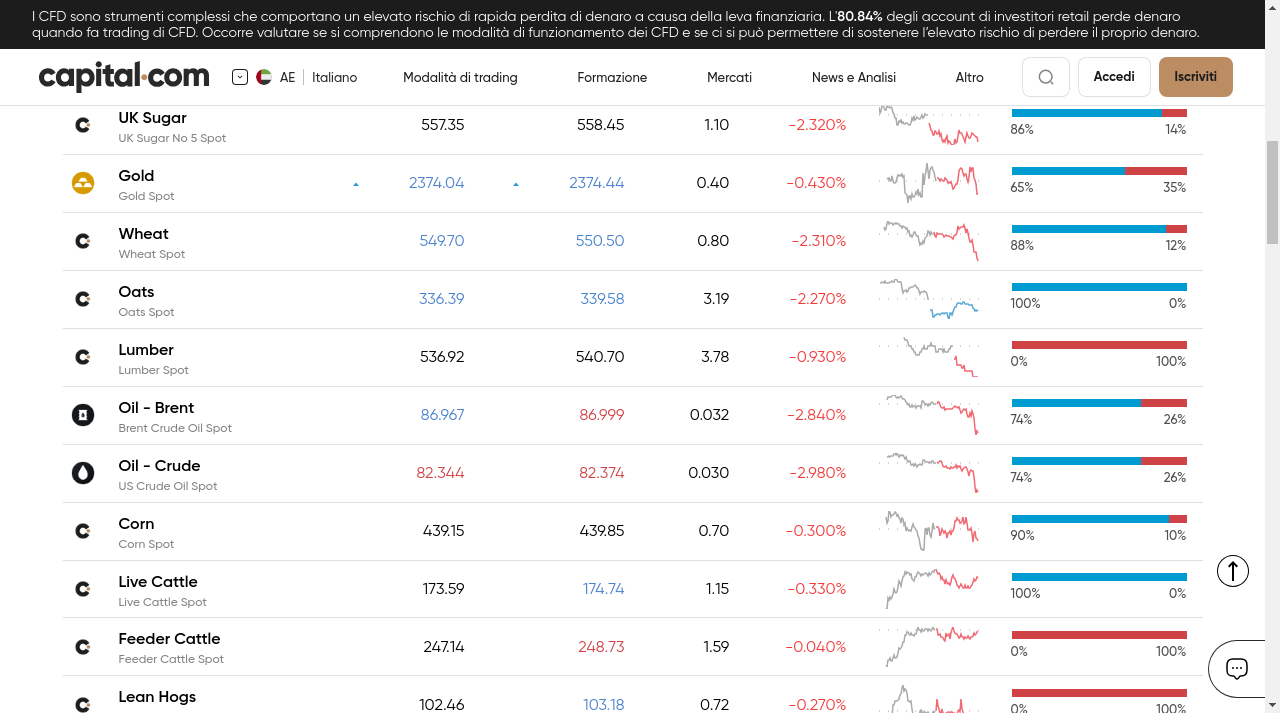 I CFD sono strumenti complessi che comportano un elevato rischio di rapida perdita di denaro a causa della leva finanziaria. L'80.84% degli account di investitori retail perde denaro
quando fa trading di CFD. Occorre valutare se si comprendono le modalità di funzionamento dei CFD e se ci si può permettere di sostenere l’elevato rischio di perdere il proprio denaro.
capital.com AE Italiano Modalità di trading Formazione Mercati News e Analisi Altro Accedi Iscriviti
UK Sugar 557.35 558.45 1.10 -2.320%
UK Sugar No 5 Spot 86% 14%
Gold 2374.04 2374.44 0.40 -0.430%
Gold Spot 65% 35%
Wheat 549.70 550.50 0.80 -2.310%
Wheat Spot 88% 12%
Oats 336.39 339.58 3.19 -2.270%
Oats Spot 100% 0%
Lumber 536.92 540.70 3.78 -0.930%
Lumber Spot 0% 100%
Oil - Brent 86.967 86.999 0.032 -2.840%
Brent Crude Oil Spot 74% 26%
Oil - Crude 82.344 82.374 0.030 -2.980%
US Crude Oil Spot 74% 26%
Corn 439.15 439.85 0.70 -0.300%
Corn Spot 90% 10%
Live Cattle 173.59 174.74 1.15 -0.330%
Live Cattle Spot 100% 0%
Feeder Cattle 247.14 248.73 1.59 -0.040%
Feeder Cattle Spot 0% 100%
Lean Hogs 102.46 103.18 0.72 -0.270%
0% 100%